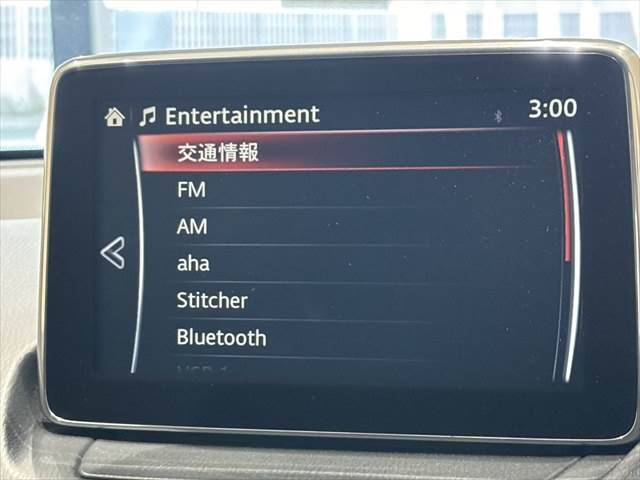 Entertainment
3:00
交通情報
FM
AM
aha
Stitcher
Bluetooth